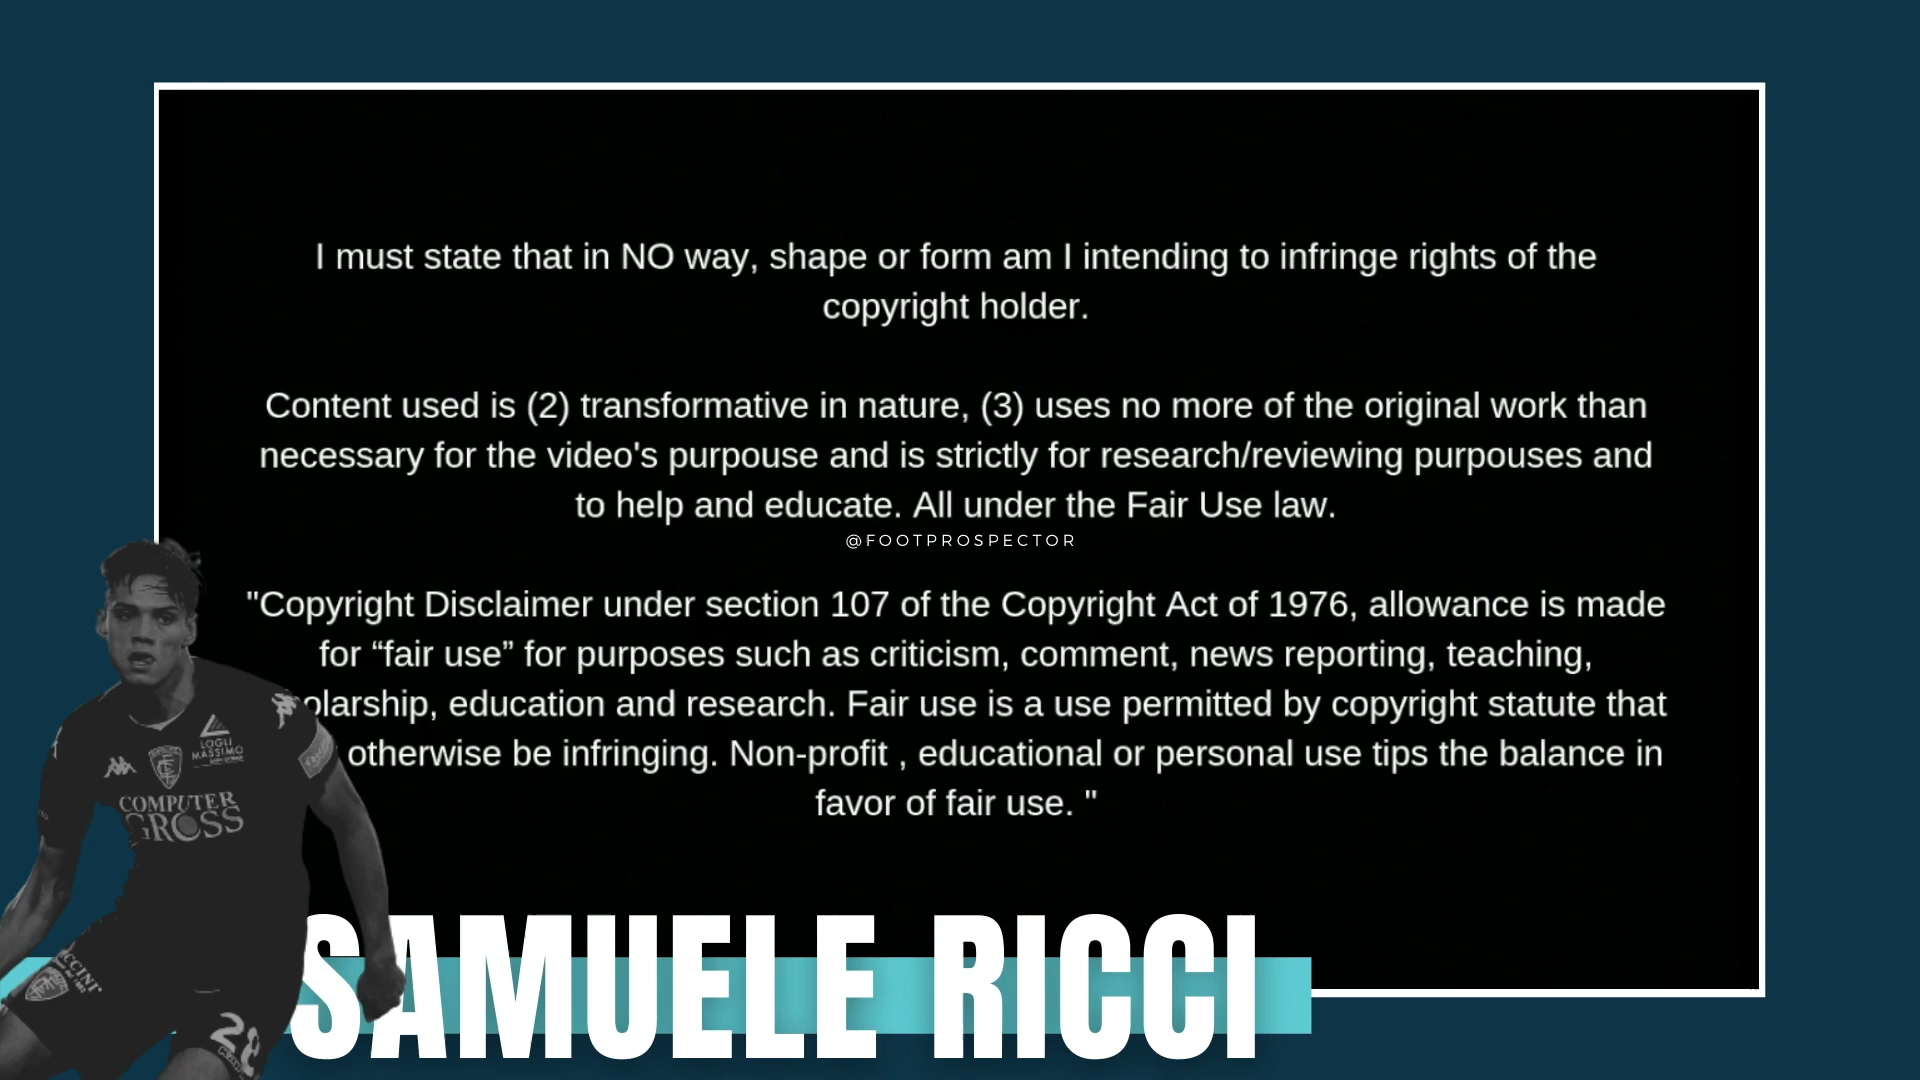 I must state that in NO way, shape or form am I intending to infringe rights of the
copyright holder.
Content used is (2) transformative in nature, (3) uses no more of the original work than
necessary for the video's purpouse and is strictly for research/reviewing purpouses and
to help and educate. All under the Fair Use law.
@FOOTPROSPECTOR
"Copyright Disclaimer under section 107 of the Copyright Act of 1976, allowance is made
for “fair use” for purposes such as criticism, comment, news reporting, teaching,
olarship, education and research. Fair use is a use permitted by copyright statute that
otherwise be infringing. Non-profit , educational or personal use tips the balance in
favor of fair use. "
LOGLI
MASSIMO
COMPUTER
GROSS
28
SAMUELE RICCI